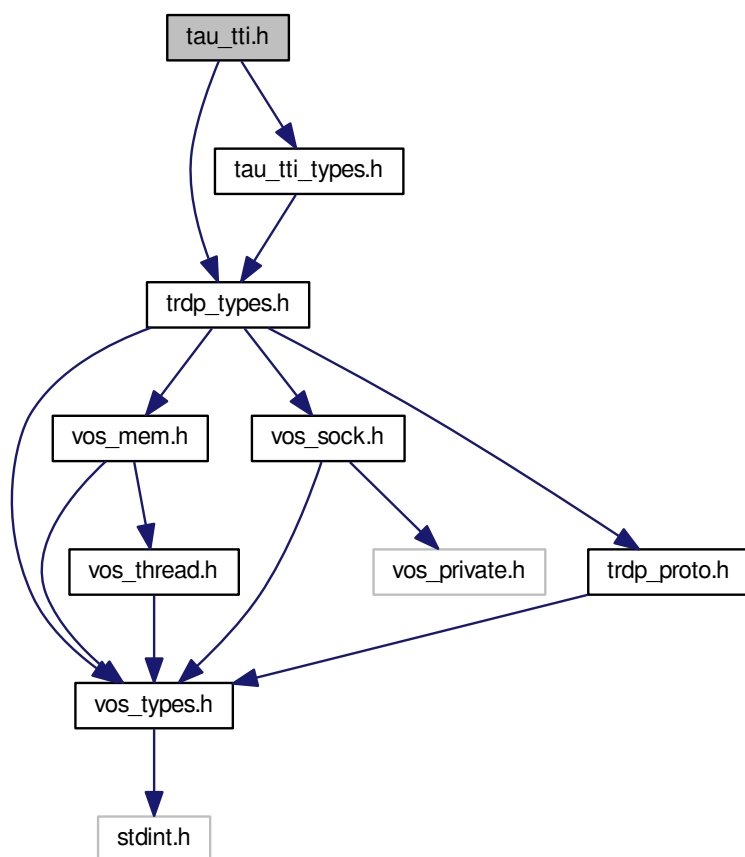 tau_tti.h
tau_tti_types.h
trdp_types.h
vos_mem.h
vos_sock.h
vos_thread.h
vos_private.h
trdp_proto.h
vos_types.h
stdint.h